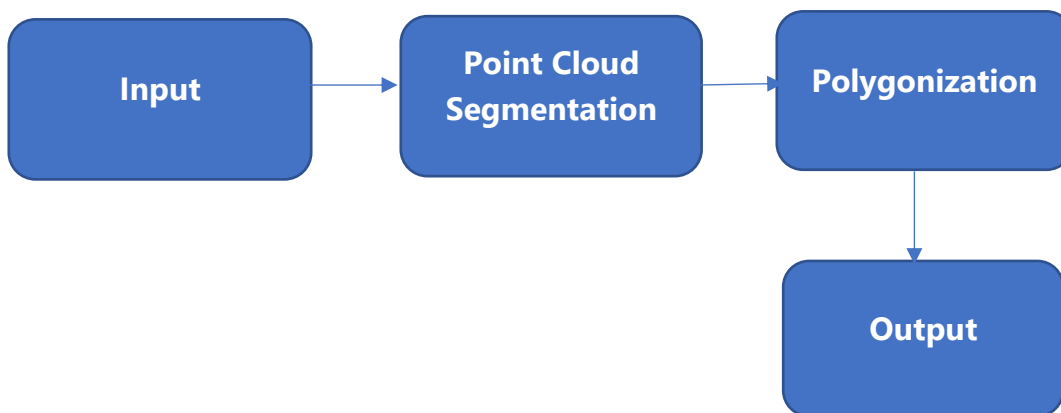 Input
Point Cloud
Segmentation
Polygonization
Output